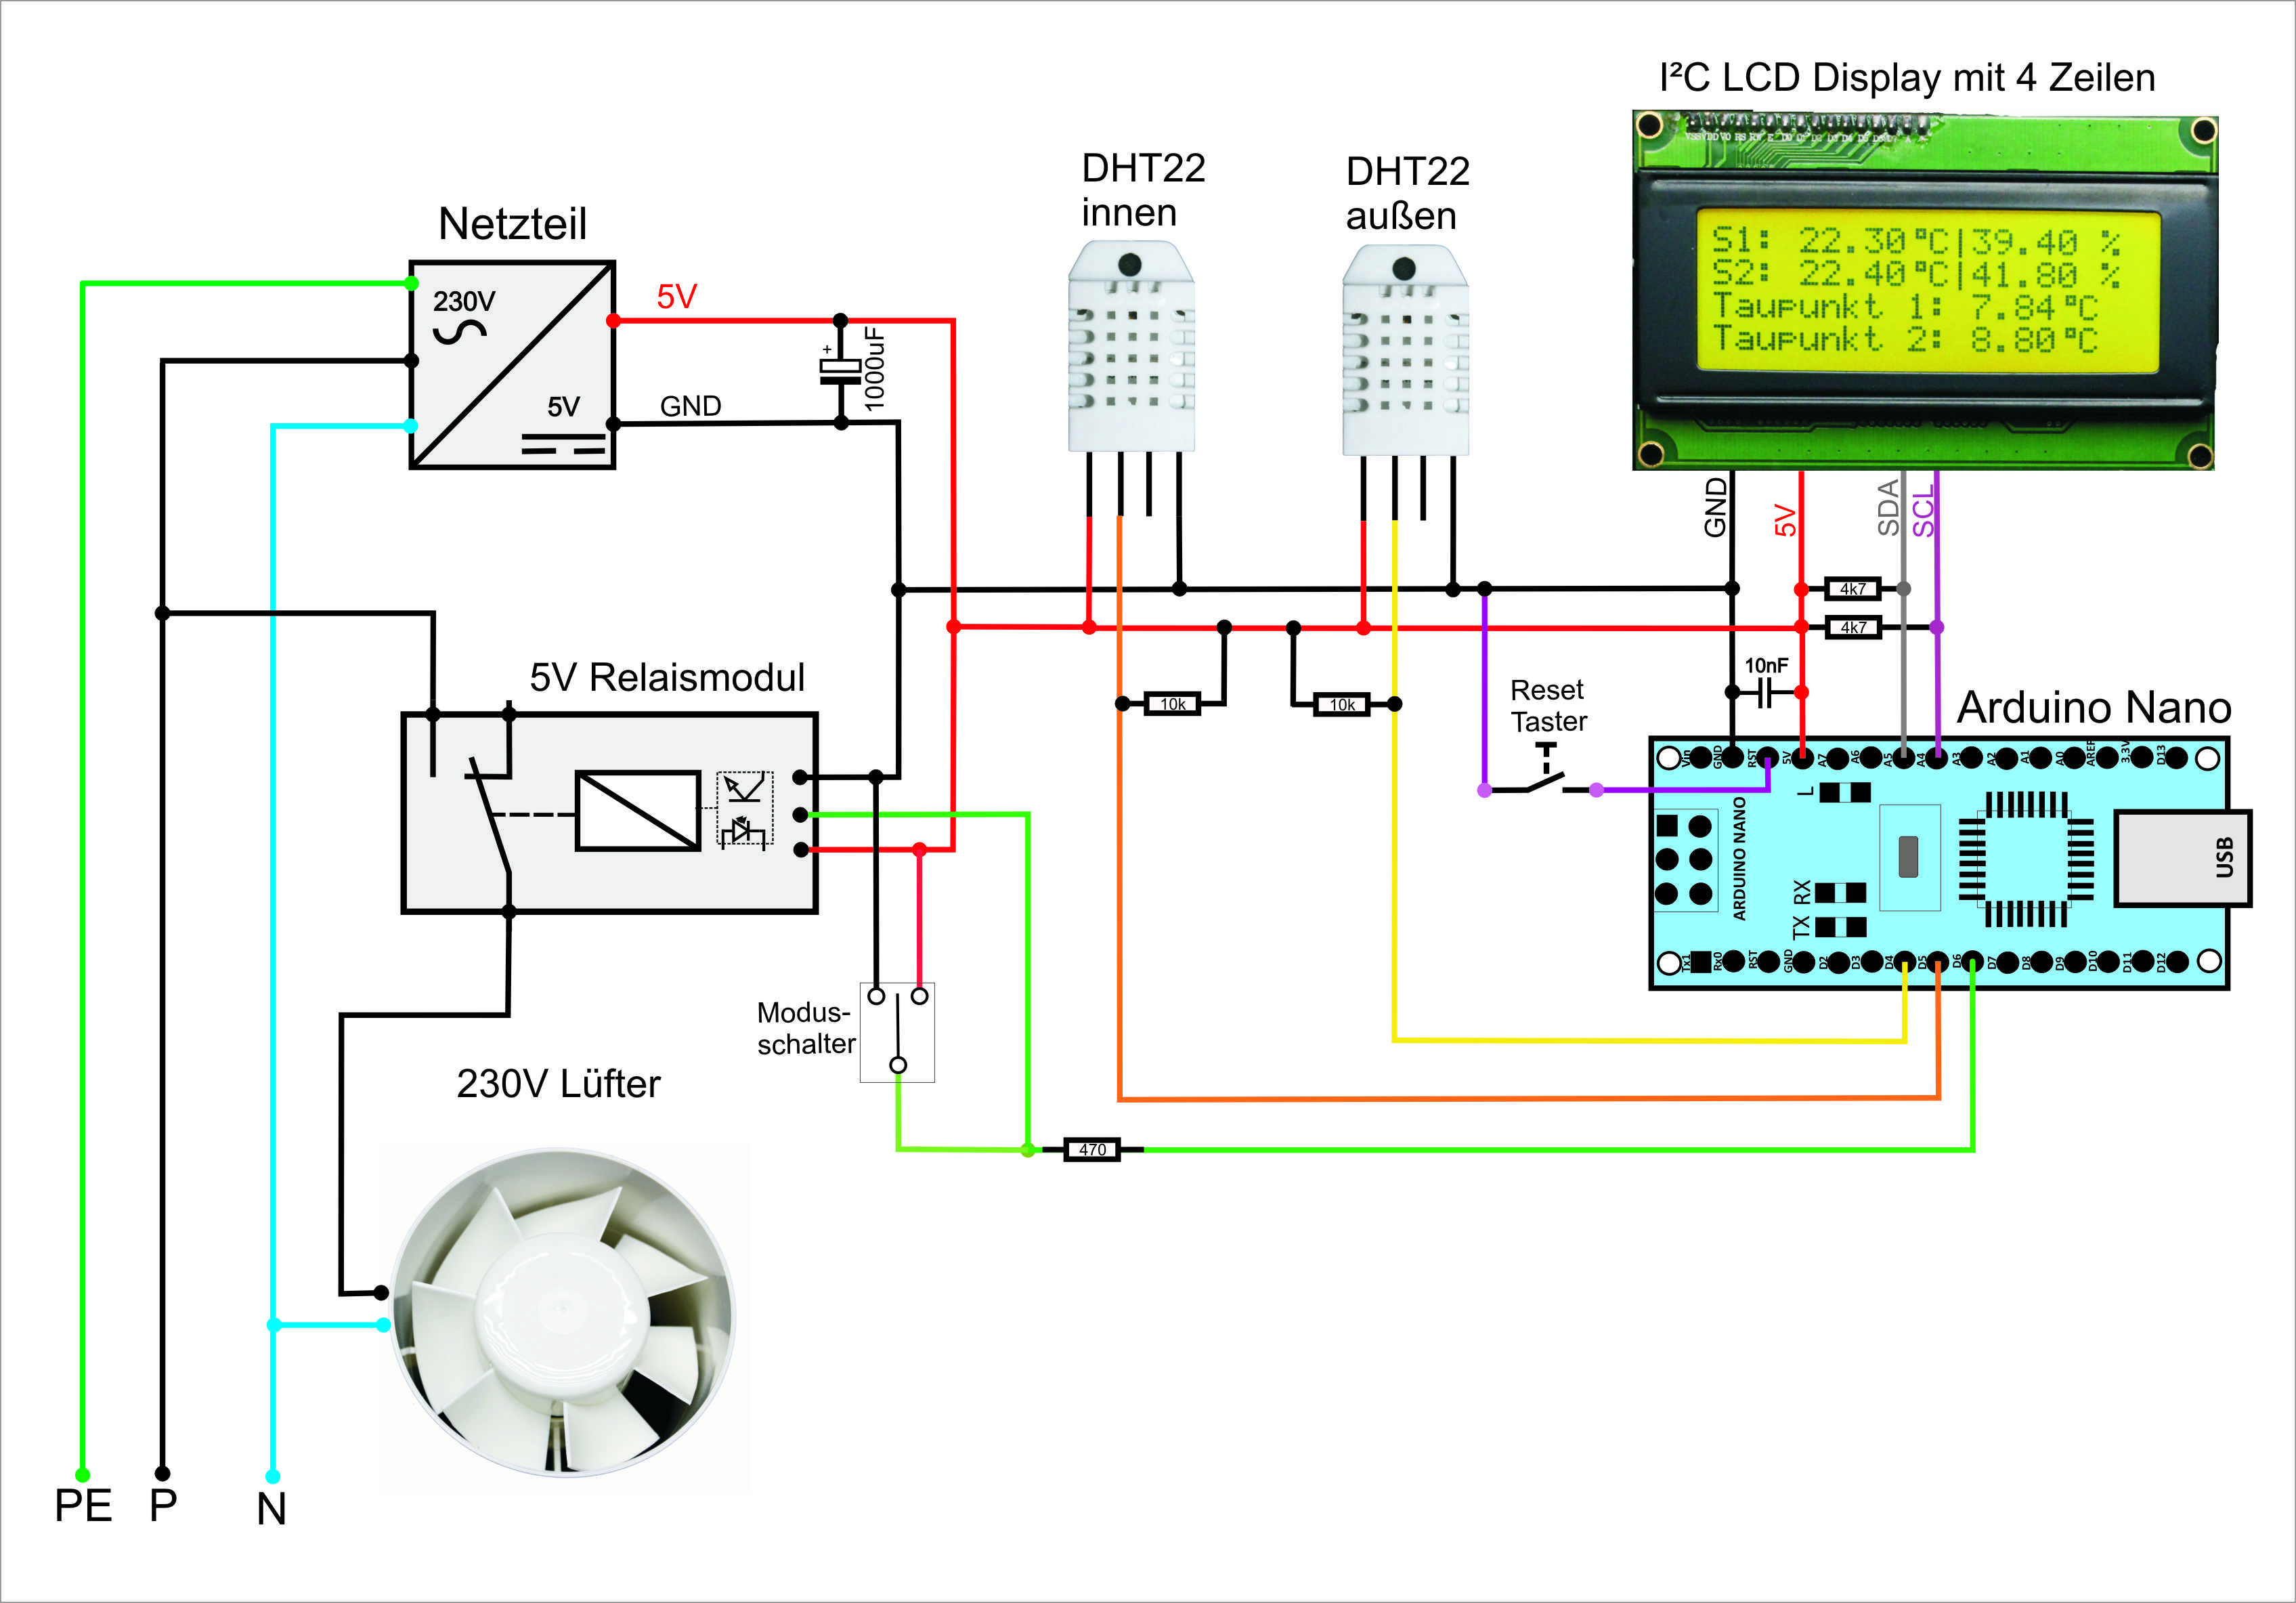 I²C LCD Display mit 4 Zeilen
DHT22
innen
DHT22
außen
Netzteil
S1: 22.30°C|39.40 %
S2: 22.40°C|41.80 %
Taupunkt 1: 7.84°C
Taupunkt 2: 8.80°C
230V
5V
5V
GND
+
1000uF
GND
5V
SDA
SCL
4k7
4k7
10nF
5V Relaismodul
10k
10k
Reset
Taster
Arduino Nano
Vin
GND
RST
5V
A7
A6
A5
A4
A3
A2
A1
A0
AREF
3.3V
D13
L
ARDUINO NANO
RX
TX
USB
Tx1
Rx0
RST
GND
D2
D3
D4
D5
D6
D7
D8
D9
D10
D11
D12
Modus-
schalter
230V Lüfter
470
PE
P
N